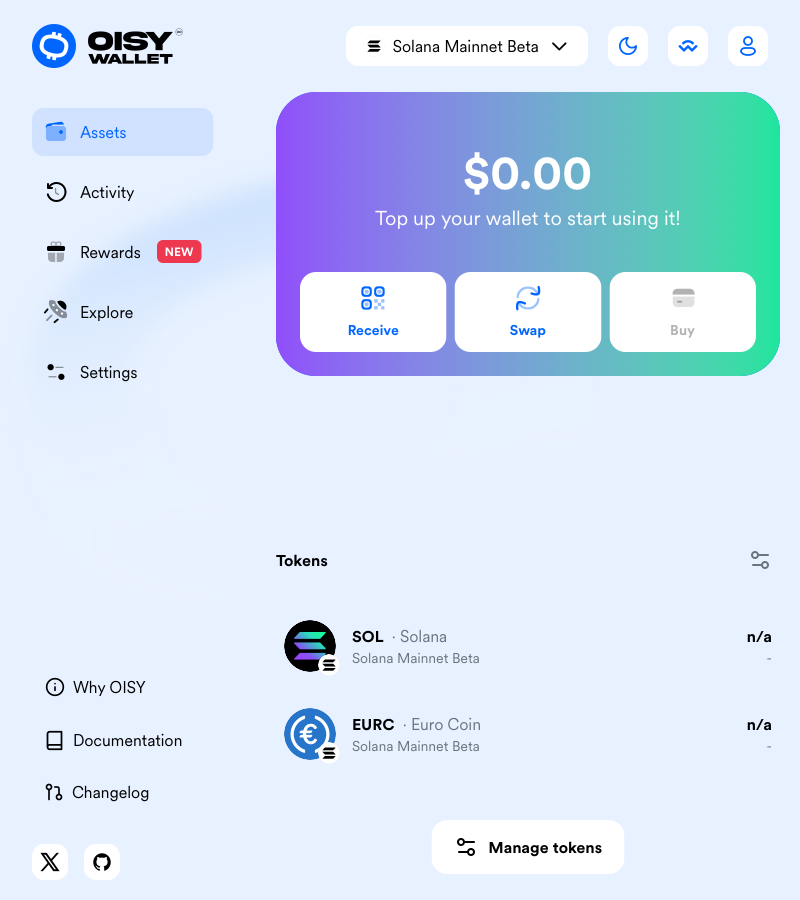 OISY
WALLET
Solana Mainnet Beta
Assets
Activity
Rewards NEW
Explore
Settings
$0.00
Top up your wallet to start using it!
Receive
Swap
Buy
Tokens
SOL · Solana n/a
Solana Mainnet Beta -
EURC · Euro Coin n/a
Solana Mainnet Beta -
Why OISY
Documentation
Changelog
Manage tokens